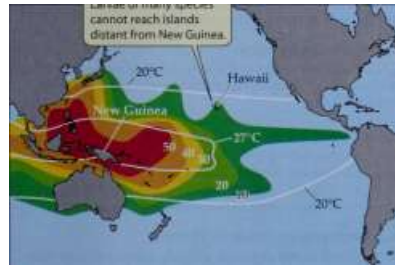 Larvae of many species
cannot reach islands
distant from New Guinea.
20°C
Hawaii
New Guinea
27°C
50
40
30
20
10
20°C